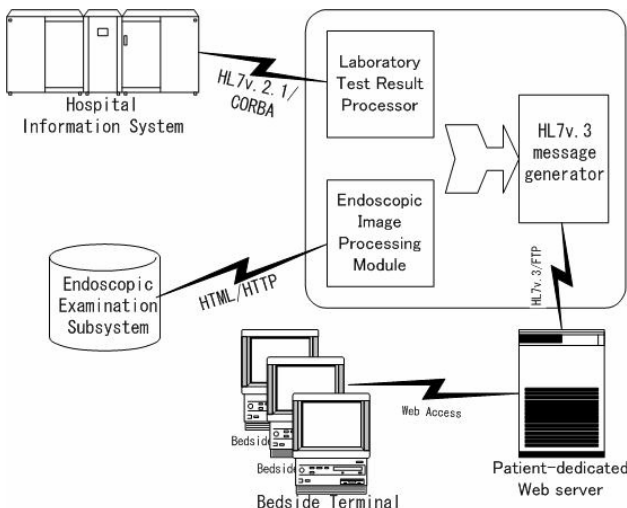 Hospital
Information System
HL7v.2.1/
CORBA
Laboratory
Test Result
Processor
HL7v.3
message
generator
Endoscopic
Image
Processing
Module
Endoscopic
Examination
Subsystem
HTML/HTTP
HL7v.3/FTP
Web Access
Bedside
Bedside
Bedside Terminal
Patient-dedicated
Web server